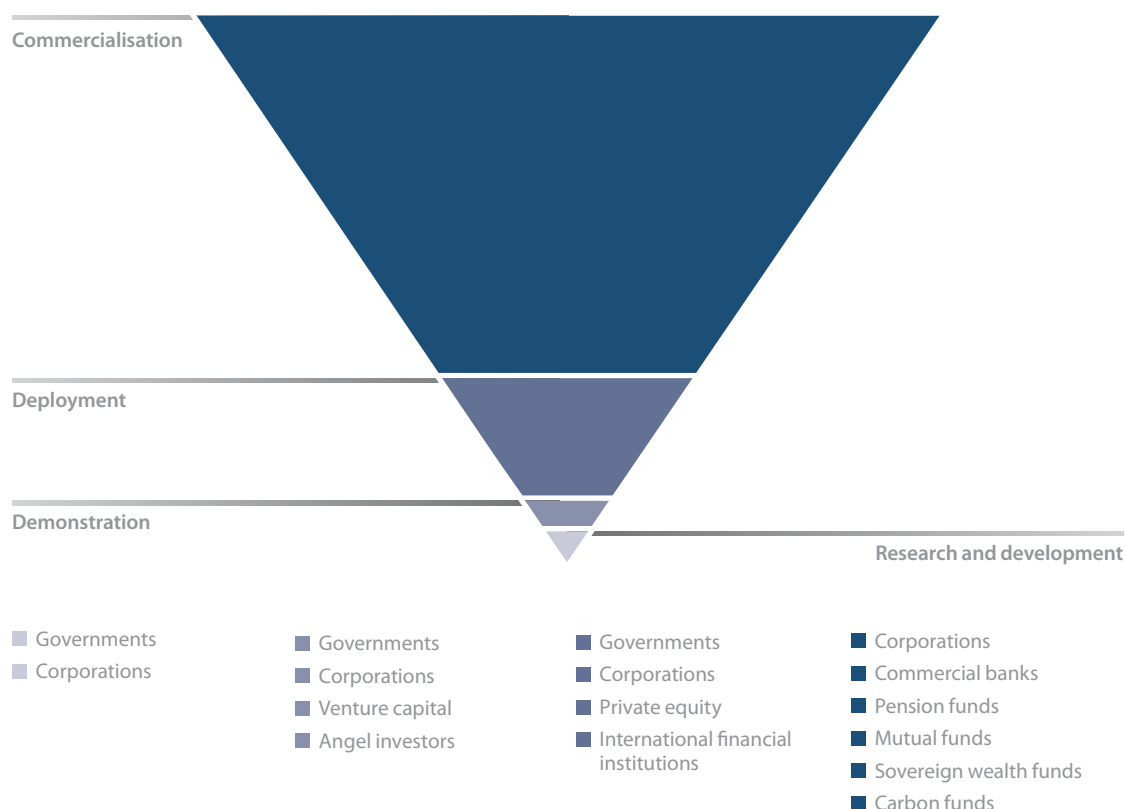 Commercialisation
Deployment
Demonstration
Research and development
Governments
Corporations
Governments
Corporations
Venture capital
Angel investors
Governments
Corporations
Private equity
International financial
institutions
Corporations
Commercial banks
Pension funds
Mutual funds
Sovereign wealth funds
Carbon funds